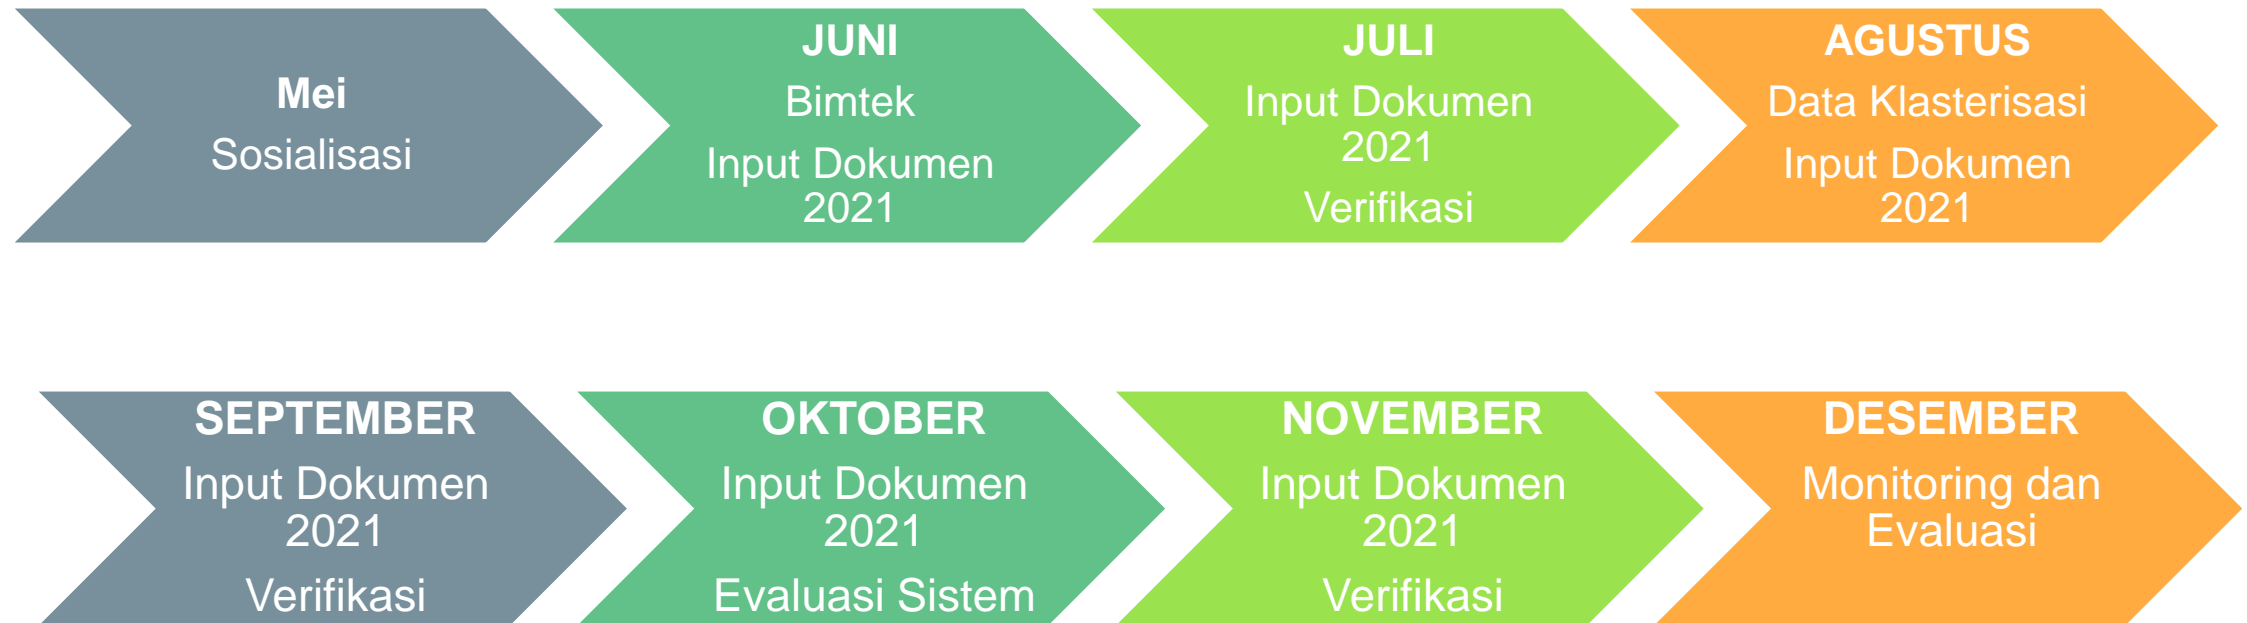 Mei
Sosialisasi
JUNI
Bimtek
Input Dokumen
2021
JULI
Input Dokumen
2021
Verifikasi
AGUSTUS
Data Klasterisasi
Input Dokumen
2021
SEPTEMBER
Input Dokumen
2021
Verifikasi
OKTOBER
Input Dokumen
2021
Evaluasi Sistem
NOVEMBER
Input Dokumen
2021
Verifikasi
DESEMBER
Monitoring dan
Evaluasi